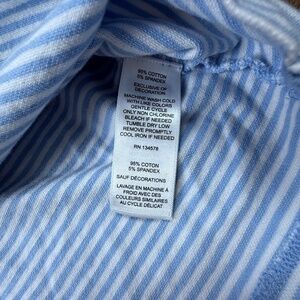 95% COTTON
5% SPANDEX
EXCLUSIVE OF
DECORATION
MACHINE WASH COLD
WITH LIKE COLORS
GENTLE CYCLE
ONLY NON CHLORINE
BLEACH IF NEEDED
TUMBLE DRY LOW
REMOVE PROMPTLY
COOL IRON IF NEEDED
RN 134578
95% COTON
5% SPANDEX
SAUF DÉCORATIONS
LAVAGE EN MACHINE À
FROID AVEC DES
COULEURS SIMILAIRES
AU CYCLE DÉLICAT